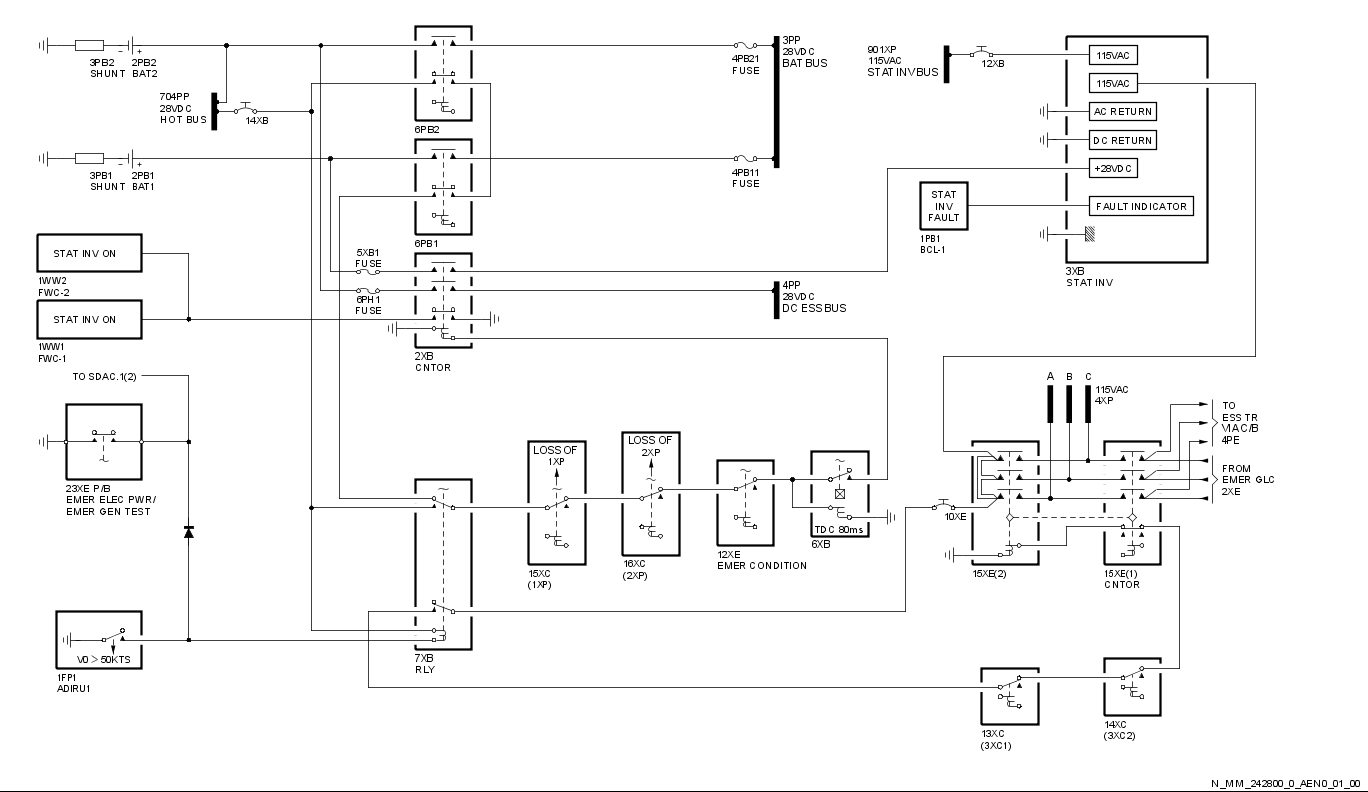 3PB2
SHUNT
-
+
2PB2
BAT2
704PP
28VDC
HOT BUS
14XB
6PB2
4PB21
FUSE
3PP
28VDC
BAT BUS
901XP
115VAC
STAT INV BUS
12XB
115VAC
115VAC
AC RETURN
DC RETURN
+28VDC
FAULT INDICATOR
3XB
STAT INV
STAT
INV
FAULT
1PB1
BCL-1
3PB1
SHUNT
-
+
2PB1
BAT1
4PB11
FUSE
6PB1
STAT INV ON
1WW2
FWC-2
STAT INV ON
1WW1
FWC-1
5XB1
FUSE
6PH1
FUSE
2XB
CNTOR
4PP
28VDC
DC ESS BUS
TO SDAC.1(2)
23XE P/B
EMER ELEC PWR/
EMER GEN TEST
V0 > 50KTS
1FP1
ADIRU1
7XB
RLY
LOSS OF
1XP
15XC
(1XP)
LOSS OF
2XP
16XC
(2XP)
12XE
EMER CONDITION
TDC 80ms
6XB
10XE
A
B
C
115VAC
4XP
TO
ESS TR
VIA C/B
4PE
FROM
EMER GLC
2XE
15XE(2)
15XE(1)
CNTOR
13XC
(3XC1)
14XC
(3XC2)
N_MM_242800_0_AEN0_01_00